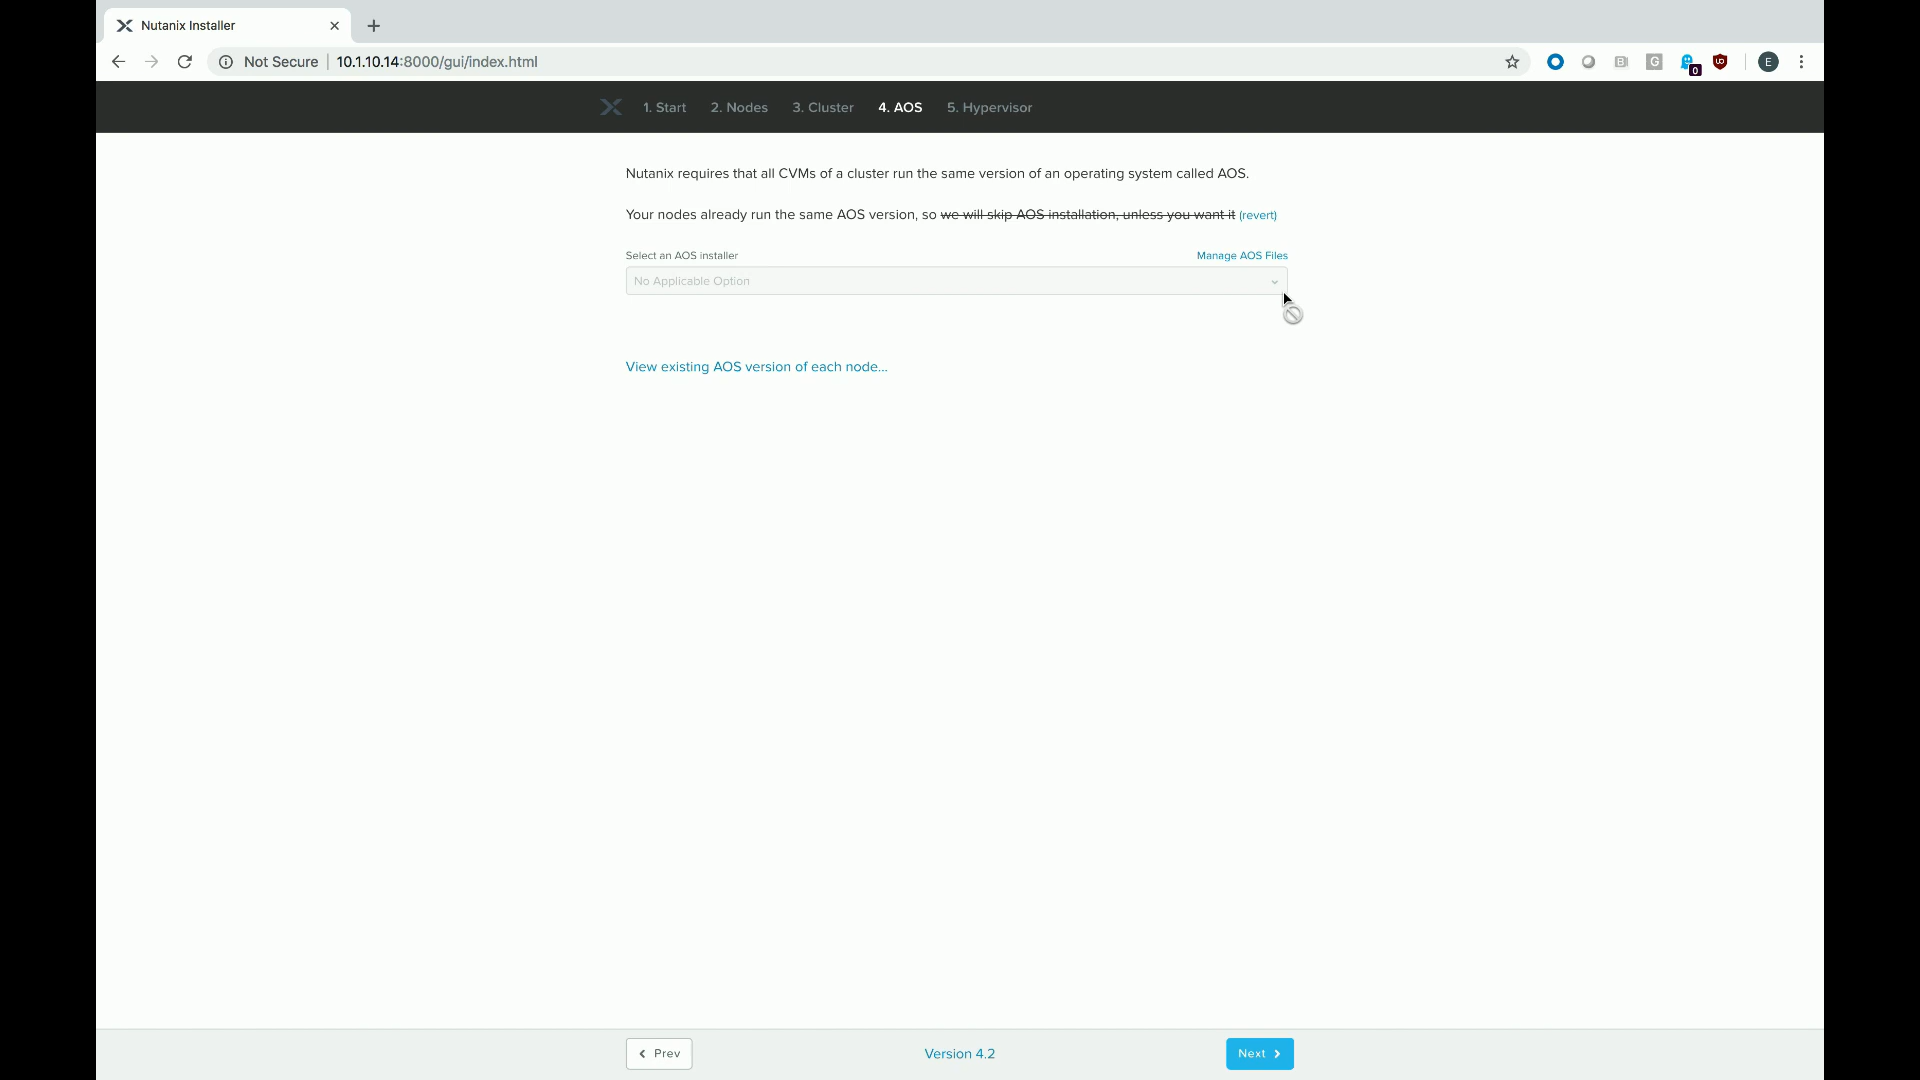 Nutanix Installer
Not Secure | 10.1.10.14:8000/gui/index.html
B
G
0
E
1. Start 2. Nodes 3. Cluster 4. AOS 5. Hypervisor
Nutanix requires that all CVMs of a cluster run the same version of an operating system called AOS.
Your nodes already run the same AOS version, so we will skip AOS installation, unless you want it (revert)
Select an AOS installer Manage AOS Files
No Applicable Option
View existing AOS version of each node...
Prev Version 4.2 Next